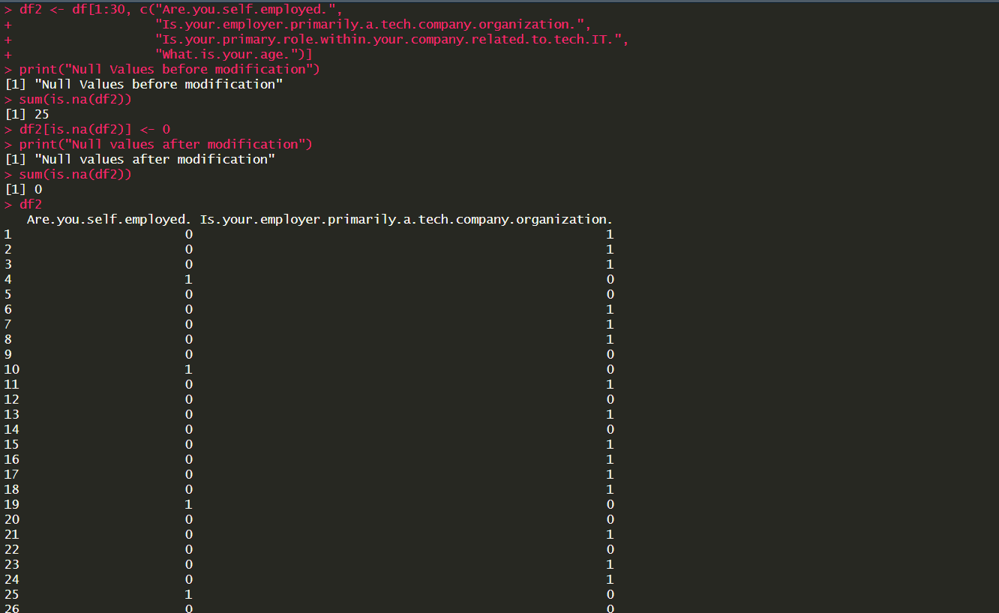 > df2 <- df[1:30, c("Are.you.self.employed.",
+ "Is.your.employer.primarily.a.tech.company.organization.",
+ "Is.your.primary.role.within.your.company.related.to.tech.IT.",
+ "What.is.your.age.")]
> print("Null Values before modification")
[1] "Null Values before modification"
> sum(is.na(df2))
[1] 25
> df2[is.na(df2)] <- 0
> print("Null values after modification")
[1] "Null values after modification"
> sum(is.na(df2))
[1] 0
> df2
Are.you.self.employed. Is.your.employer.primarily.a.tech.company.organization.
1 0 1
2 0 1
3 0 1
4 1 0
5 0 0
6 0 1
7 0 1
8 0 1
9 0 0
10 1 0
11 0 1
12 0 0
13 0 1
14 0 0
15 0 1
16 0 1
17 0 1
18 0 1
19 1 0
20 0 0
21 0 1
22 0 0
23 0 1
24 0 1
25 1 0
26 0 0